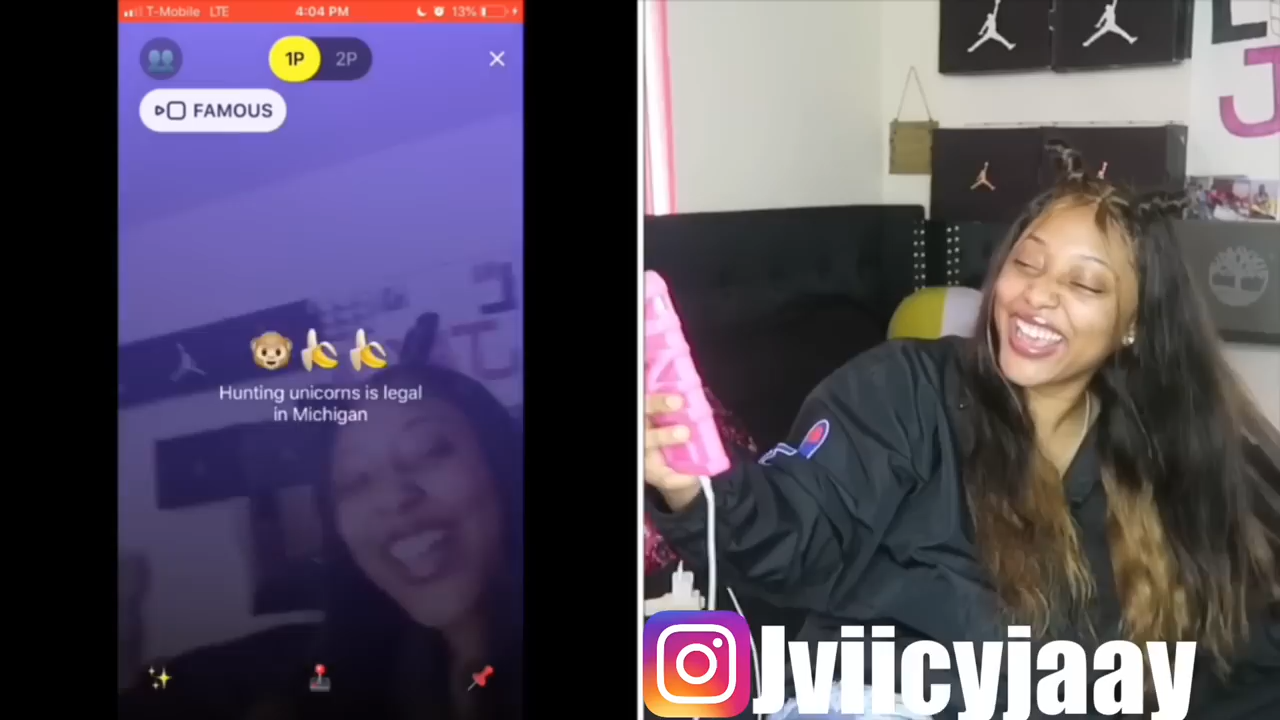 T-Mobile LTE 4:04 PM 13%
1P 2P
FAMOUS
Hunting unicorns is legal
in Michigan
Jviicyjaay